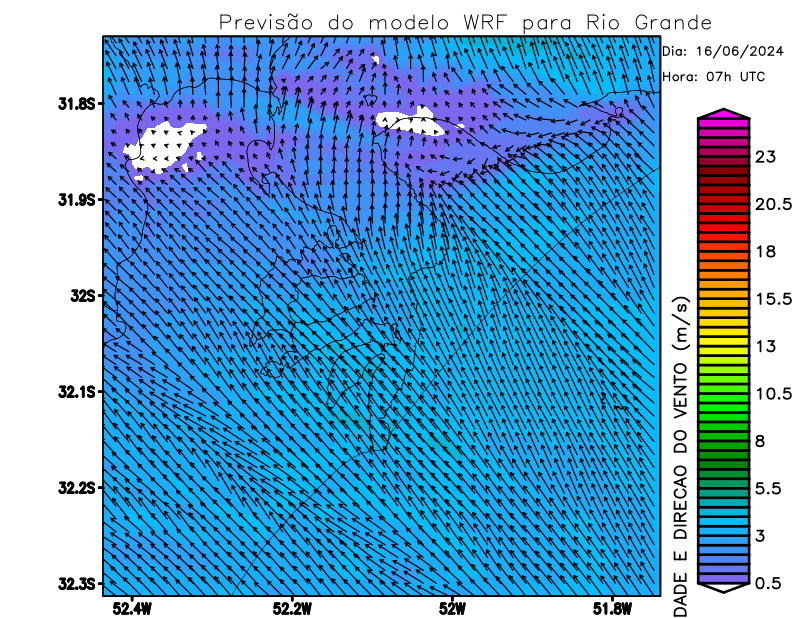 Previsão do modelo WRF para Rio Grande
Dia: 16/06/2024
Hora: 07h UTC
31.8S
31.9S
32S
32.1S
32.2S
32.3S
52.4W
52.2W
52W
51.8W
23
20.5
18
15.5
13
10.5
8
5.5
3
0.5
DADE E DIRECAO DO VENTO (m/s)